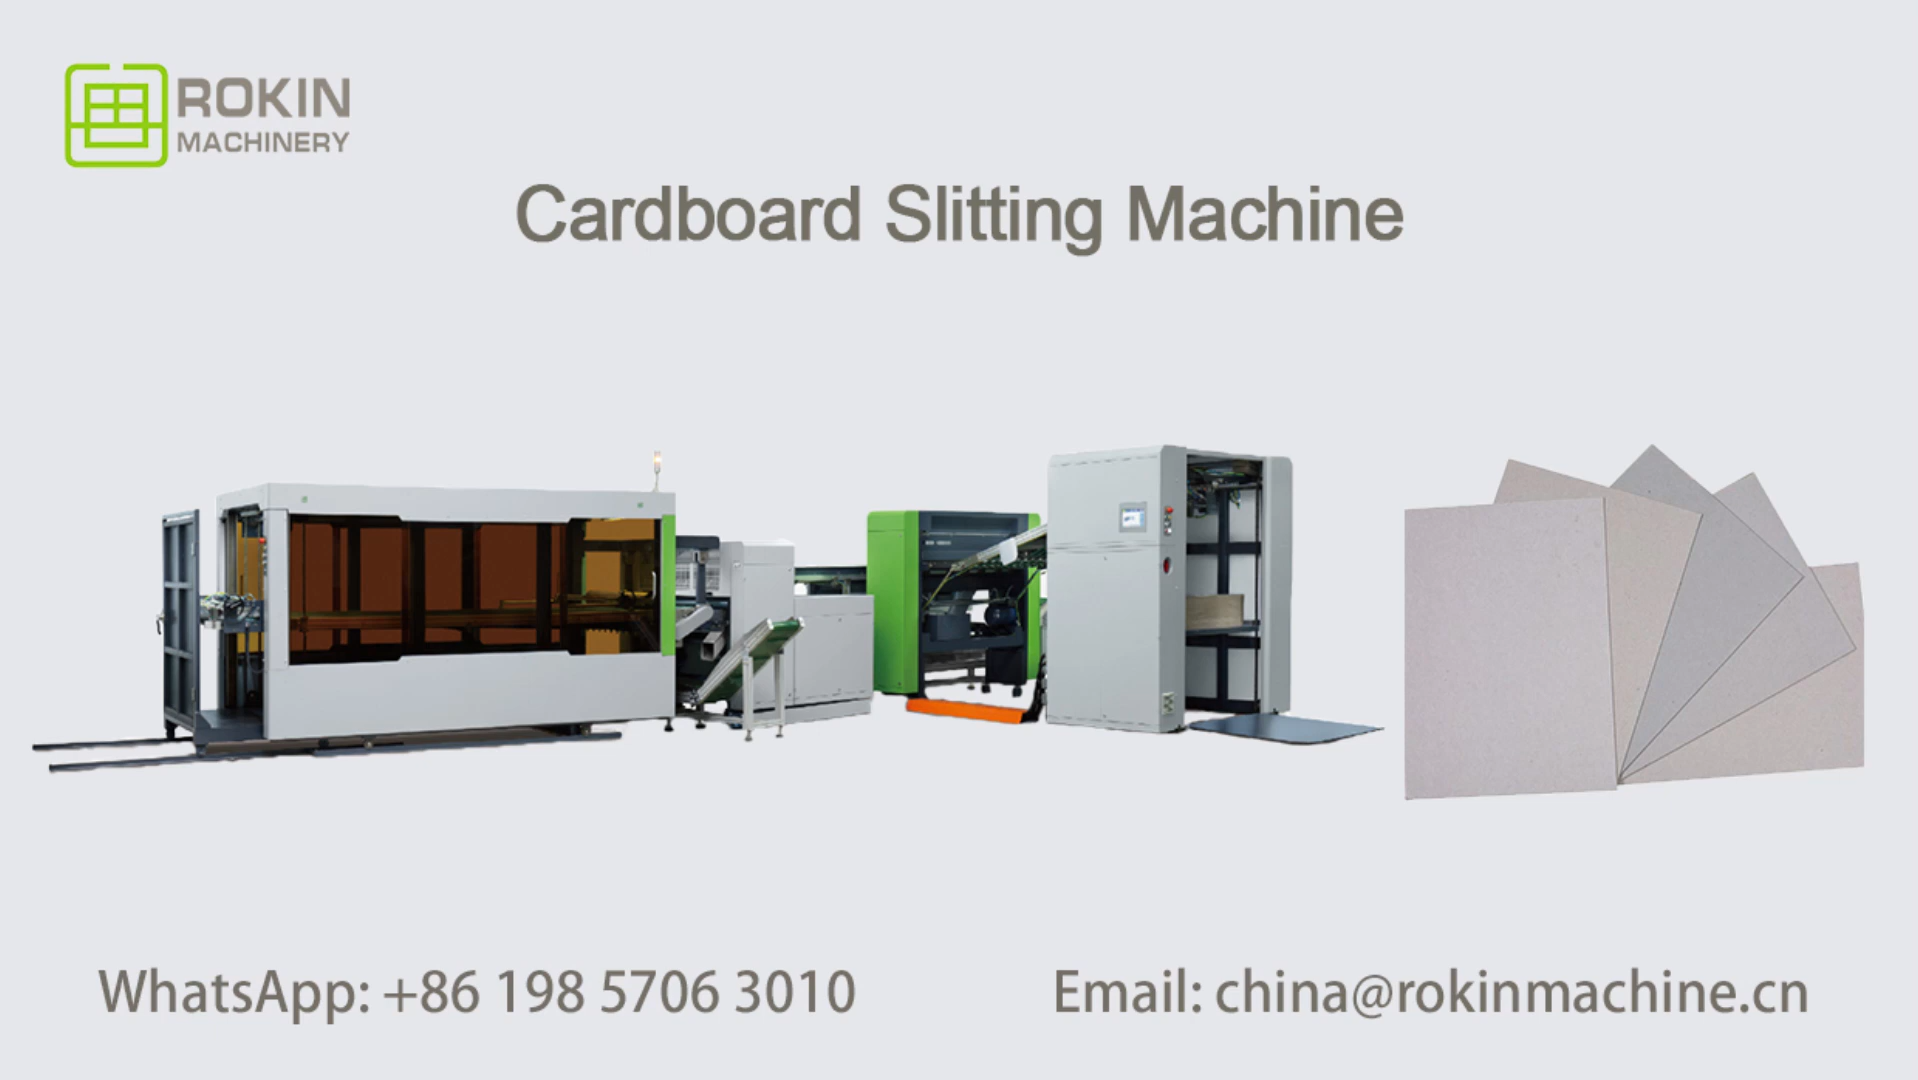 ROKIN
MACHINERY
Cardboard Slitting Machine
WhatsApp: +86 198 5706 3010
Email: china@rokinmachine.cn